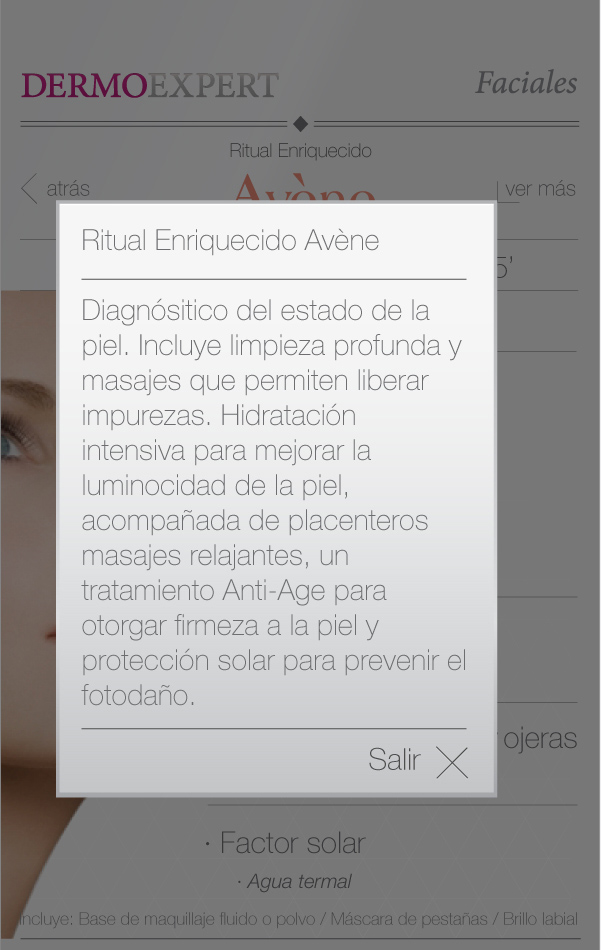 DERMOEXPERT
Faciales
Ritual Enriquecido
atrás
Avène
ver más
5’
Ritual Enriquecido Avène
Diagnósitico del estado de la
piel. Incluye limpieza profunda y
masajes que permiten liberar
impurezas. Hidratación
intensiva para mejorar la
luminocidad de la piel,
acompañada de placenteros
masajes relajantes, un
tratamiento Anti-Age para
otorgar firmeza a la piel y
protección solar para prevenir el
fotodaño.
Salir
ojeras
· Factor solar
· Agua termal
Incluye: Base de maquillaje fluido o polvo / Máscara de pestañas / Brillo labial